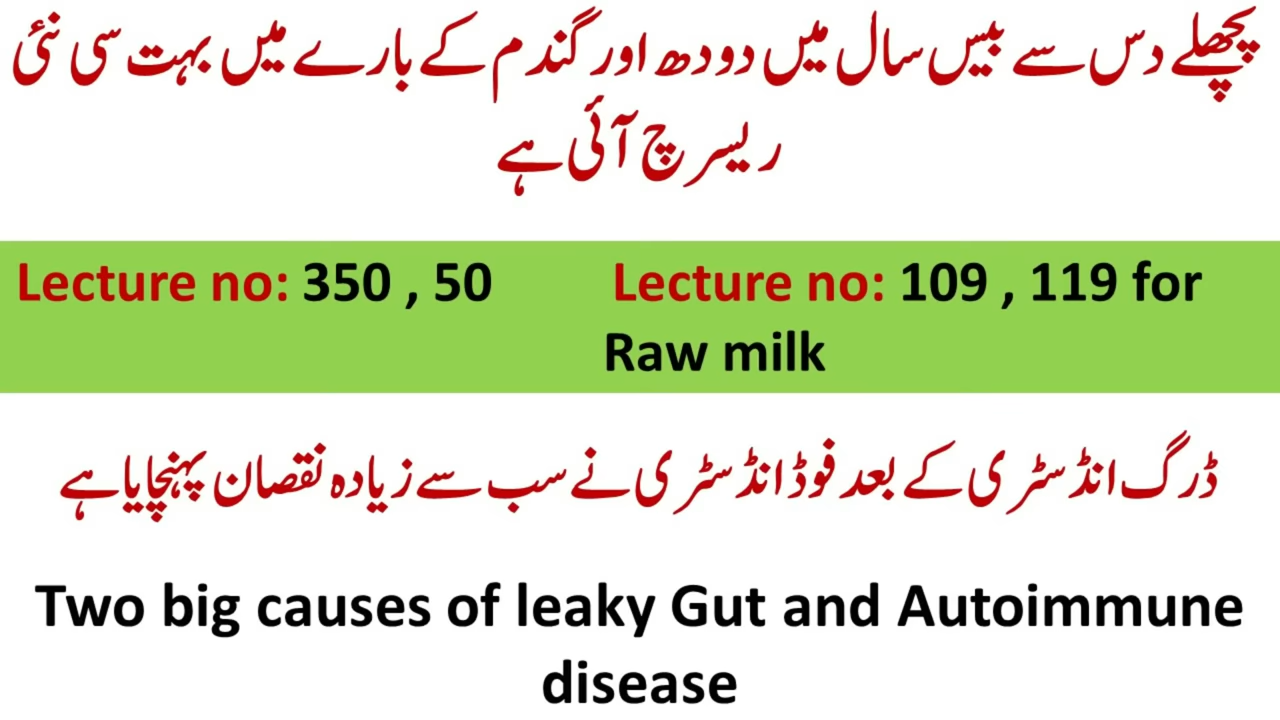 پچھلے دس سے بیس سال میں دودھ اور گندم کے بارے میں بہت سی نئی
ریسرچ آئی ہے
Lecture no: 350 , 50 Lecture no: 109 , 119 for
Raw milk
ڈرگ انڈسٹری کے بعد فوڈ انڈسٹری نے سب سے زیادہ نقصان پہنچایا ہے
Two big causes of leaky Gut and Autoimmune
disease